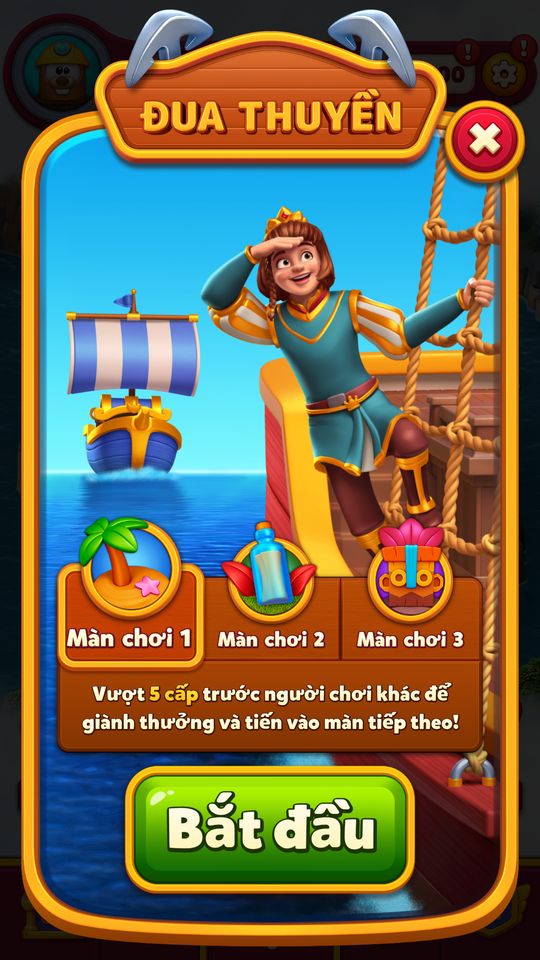 ĐUA THUYỀN
Màn chơi 1
Màn chơi 2
Màn chơi 3
Vượt 5 cấp trước người chơi khác để
giành thưởng và tiến vào màn tiếp theo!
Bắt đầu